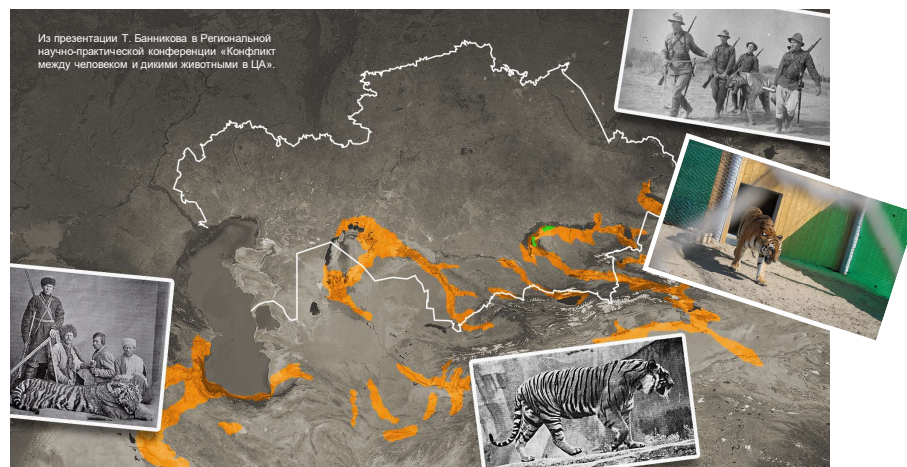 Из презентации Т. Банникова в Региональной
научно-практической конференции «Конфликт
между человеком и дикими животными в ЦА».